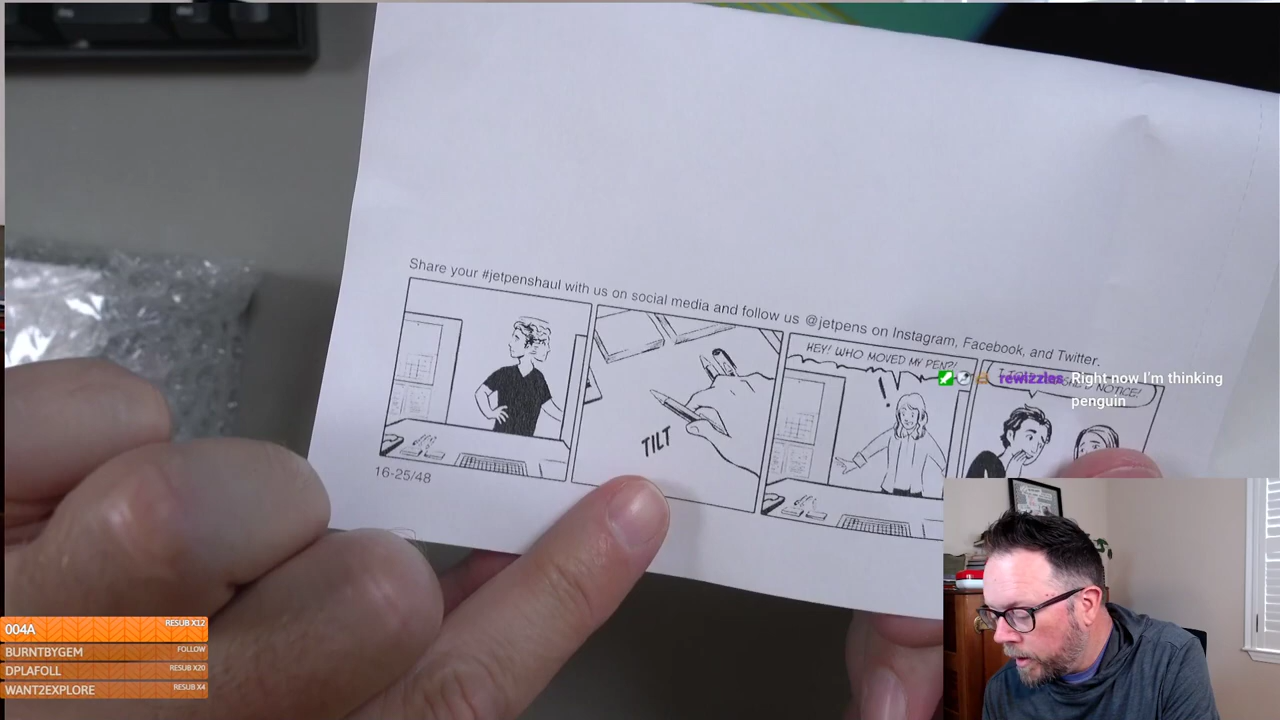 Share your #jetpenshaul with us on social media and follow us @jetpens on Instagram, Facebook, and Twitter.
HEY! WHO MOVED MY PEN?!
NOTICE!
TILT
16-25/48
rewizzles Right now I'm thinking
penguin
004A RESUB X12
BURNTBYGEM FOLLOW
DPLAFOLL RESUB X20
WANT2EXPLORE RESUB X4